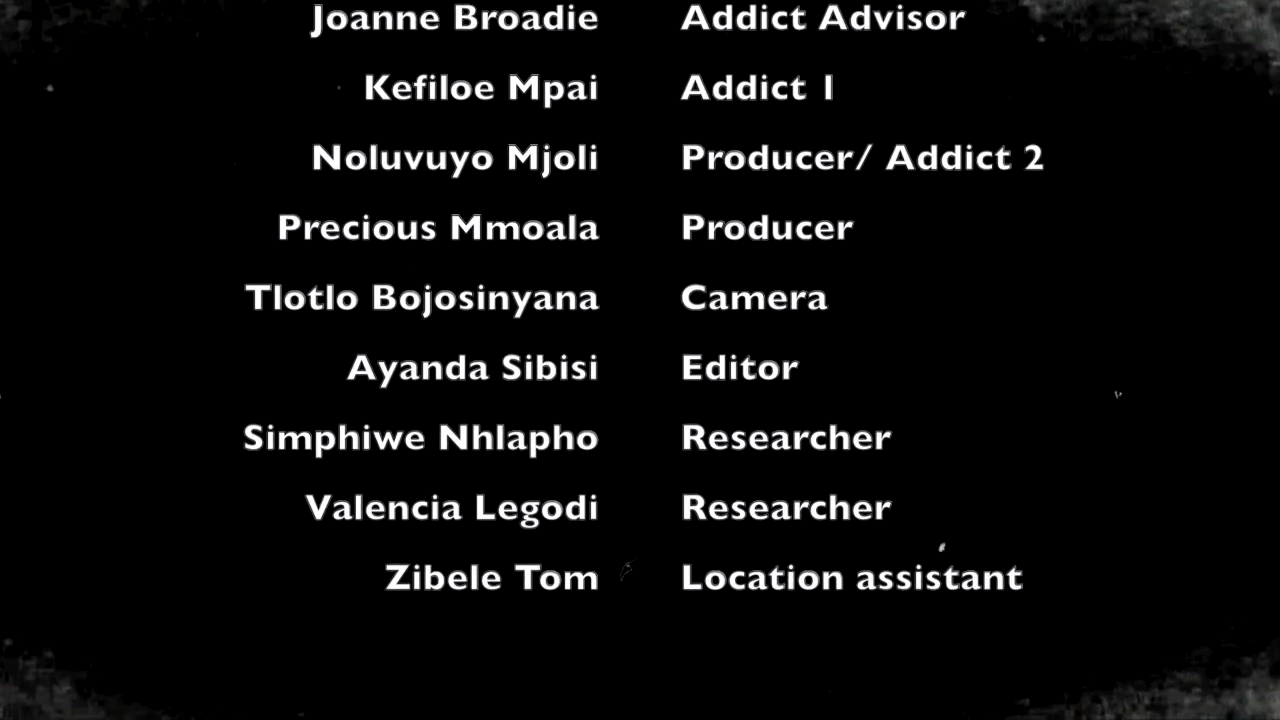 Joanne Broadie Addict Advisor
Kefiloe Mpai Addict 1
Noluvuyo Mjoli Producer/ Addict 2
Precious Mmoala Producer
Tlotlo Bojosinyana Camera
Ayanda Sibisi Editor
Simphiwe Nhlapho Researcher
Valencia Legodi Researcher
Zibele Tom Location assistant